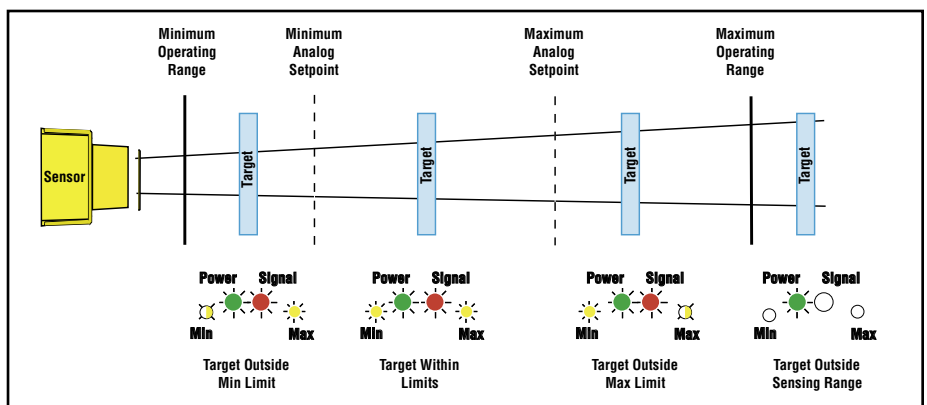 Minimum
Operating
Range
Minimum
Analog
Setpoint
Maximum
Analog
Setpoint
Maximum
Operating
Range
Sensor
Target
Target
Target
Target
Power Signal
Min Max
Target Outside
Min Limit
Power Signal
Min Max
Target Within
Limits
Power Signal
Min Max
Target Outside
Max Limit
Power Signal
Min Max
Target Outside
Sensing Range